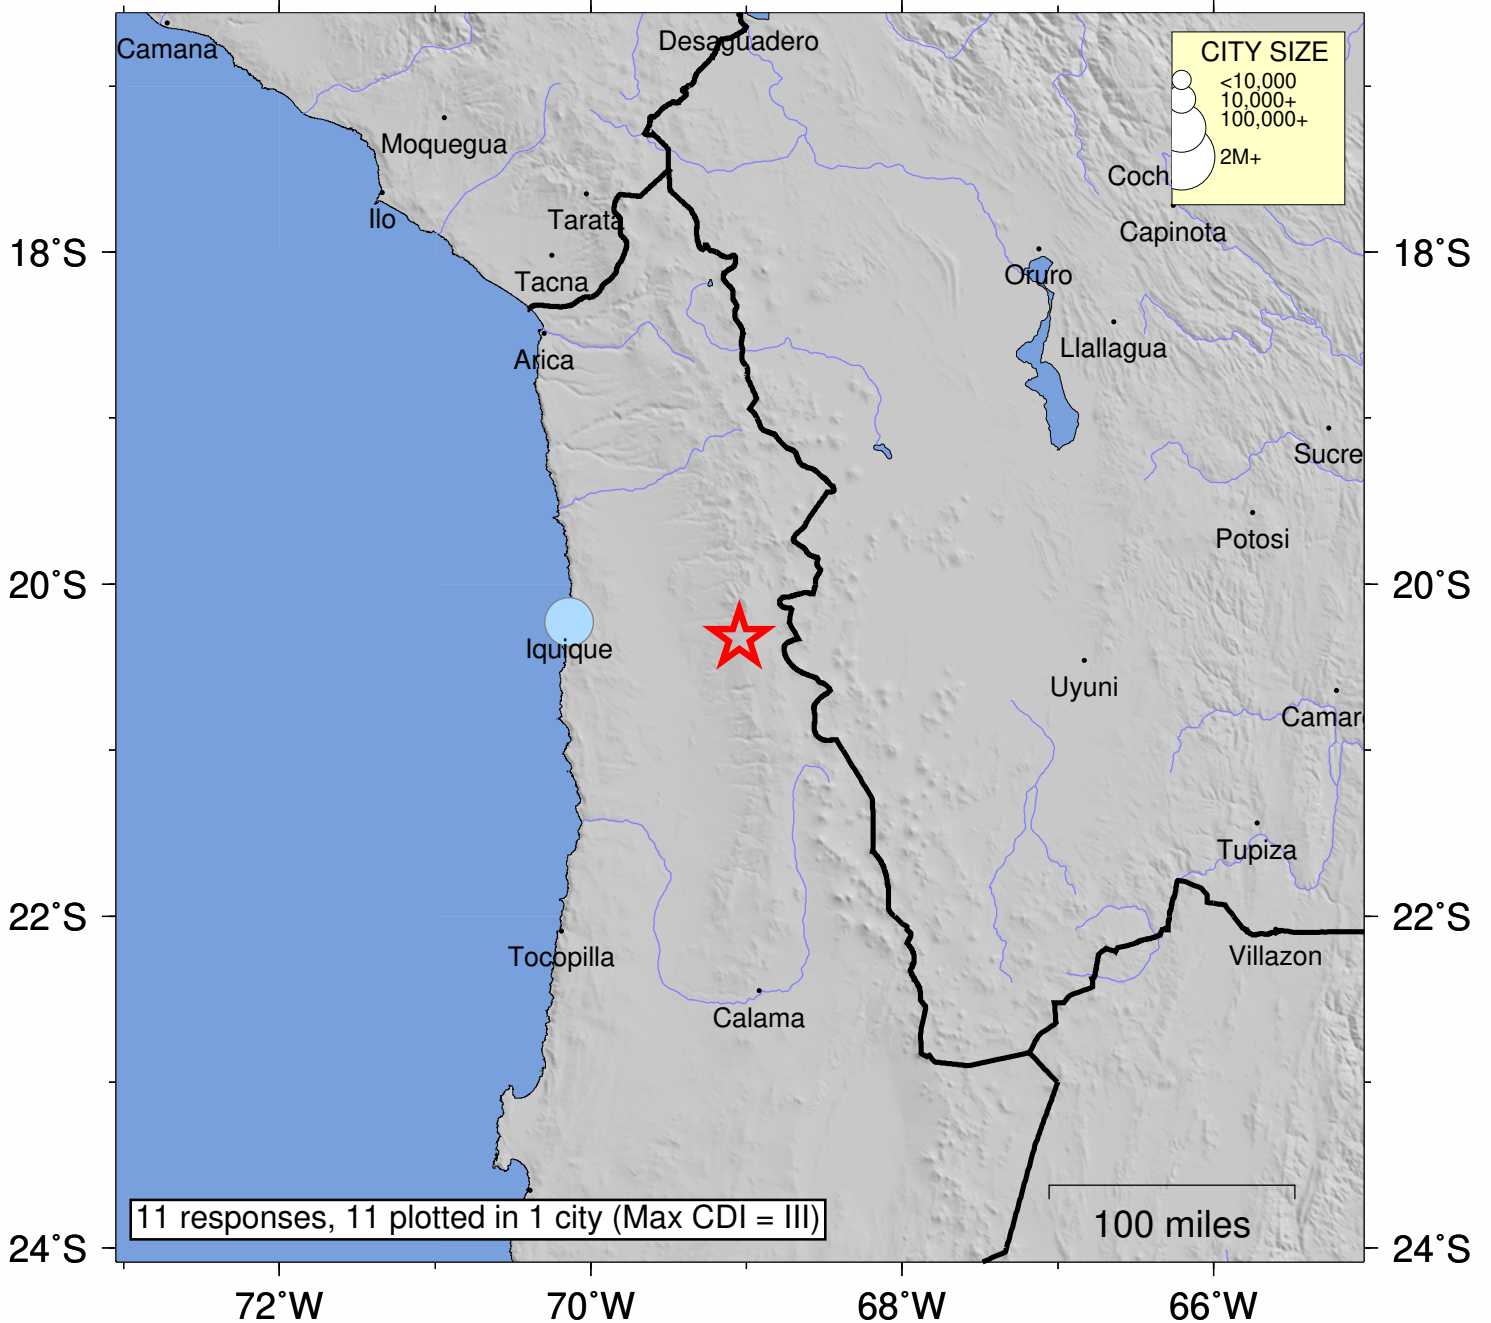 Camana
Desaguadero
CITY SIZE
<10,000
10,000+
100,000+
2M+
Moquegua
Coch
Ilo
Tarata
Capinota
18°S
18°S
Tacna
Oruro
Arica
Llallagua
Sucre
Potosi
20°S
20°S
Iquique
Uyuni
Camar
Tupiza
22°S
22°S
Tocopilla
Villazon
Calama
11 responses, 11 plotted in 1 city (Max CDI = III)
100 miles
24°S
24°S
72°W
70°W
68°W
66°W